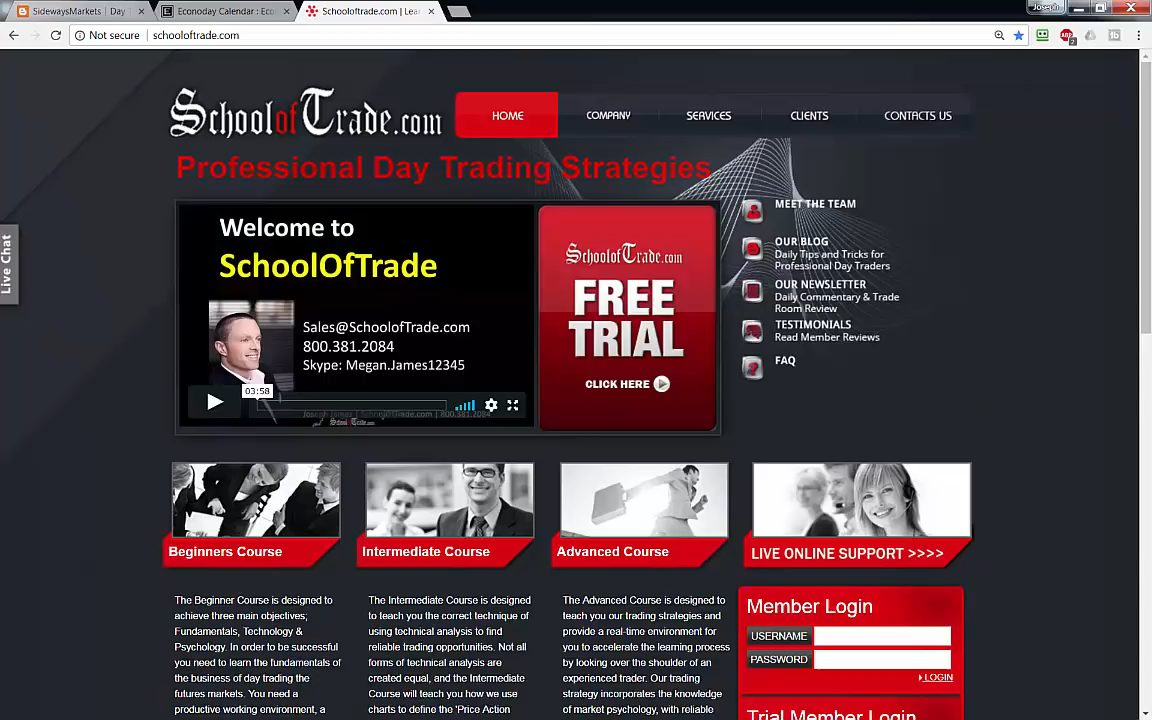 SidewaysMarkets | Day T
Econoday Calendar : Eco
Schooloftrade.com | Lea
Joseph
Not secure
schooloftrade.com
SchoolofTrade.com
HOME
COMPANY
SERVICES
CLIENTS
CONTACTS US
Professional Day Trading Strategies
Live Chat
Welcome to
SchoolOfTrade
Sales@SchoolofTrade.com
800.381.2084
Skype: Megan.James12345
03:58
Joseph James | SchoolOfTrade.com | 800.381.2084
SchoolofTrade.com
FREE
TRIAL
CLICK HERE
MEET THE TEAM
OUR BLOG
Daily Tips and Tricks for
Professional Day Traders
OUR NEWSLETTER
Daily Commentary & Trade
Room Review
TESTIMONIALS
Read Member Reviews
FAQ
Beginners Course
Intermediate Course
Advanced Course
LIVE ONLINE SUPPORT >>>>
The Beginner Course is designed to
achieve three main objectives;
Fundamentals, Technology &
Psychology. In order to be successful
you need to learn the fundamentals of
the business of day trading the
futures markets. You need a
productive working environment, a
The Intermediate Course is designed
to teach you the correct technique of
using technical analysis to find
reliable trading opportunities. Not all
forms of technical analysis are
created equal, and the Intermediate
Course will teach you how we use
charts to define the 'Price Action
The Advanced Course is designed to
teach you our trading strategies and
provide a real-time environment for
you to accelerate the learning process
by looking over the shoulder of an
experienced trader. Our trading
strategy incorporates the knowledge
of market psychology, with reliable
Member Login
USERNAME
PASSWORD
LOGIN
Trial Member Login